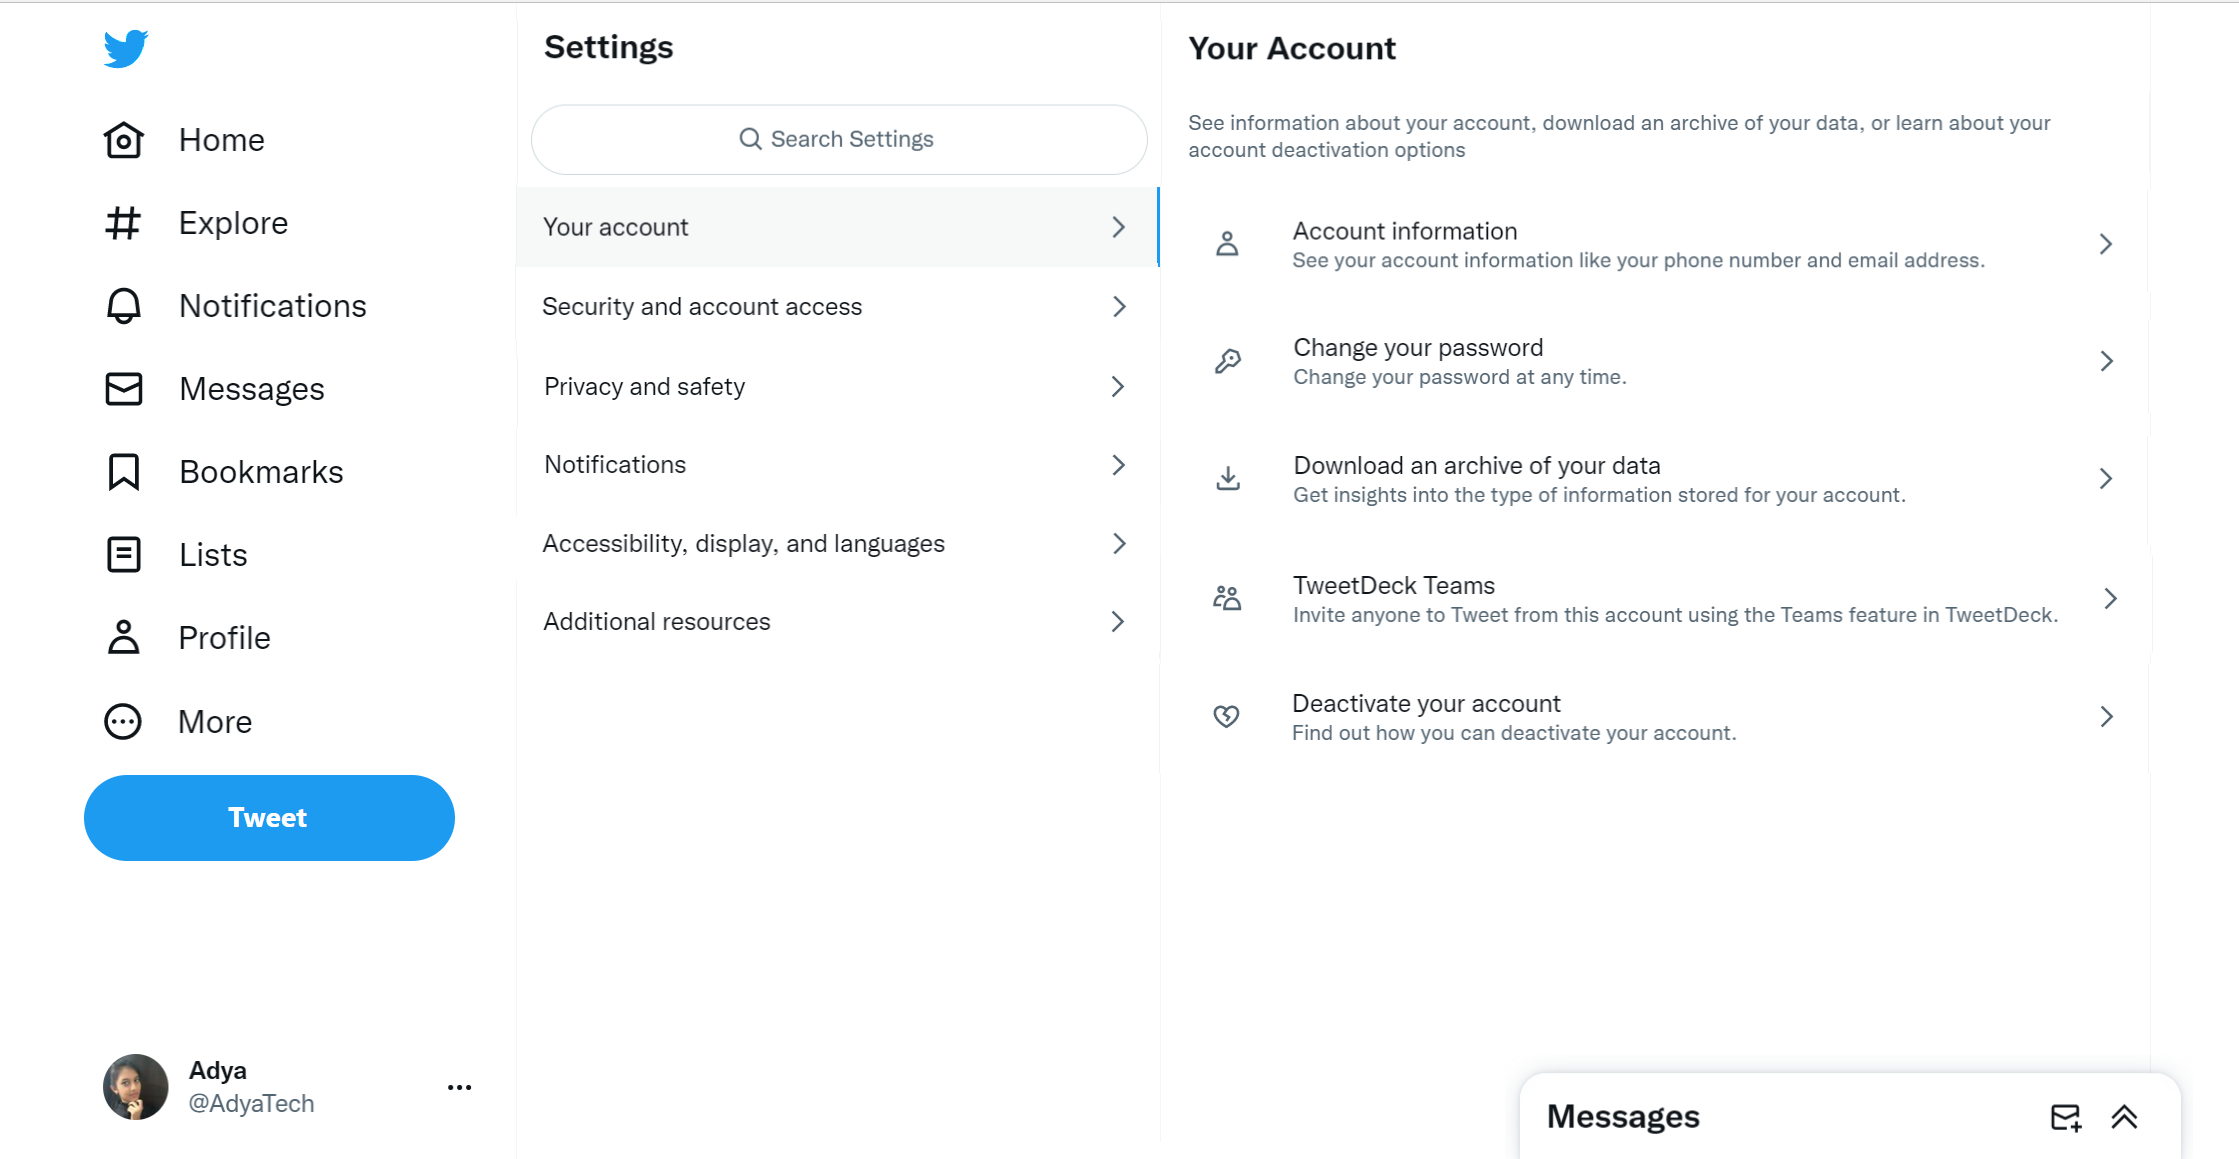 Home
Explore
Notifications
Messages
Bookmarks
Lists
Profile
More
Tweet
Adya
@AdyaTech
Settings
Search Settings
Your account
Security and account access
Privacy and safety
Notifications
Accessibility, display, and languages
Additional resources
Your Account
See information about your account, download an archive of your data, or learn about your
account deactivation options
Account information
See your account information like your phone number and email address.
Change your password
Change your password at any time.
Download an archive of your data
Get insights into the type of information stored for your account.
TweetDeck Teams
Invite anyone to Tweet from this account using the Teams feature in TweetDeck.
Deactivate your account
Find out how you can deactivate your account.
Messages